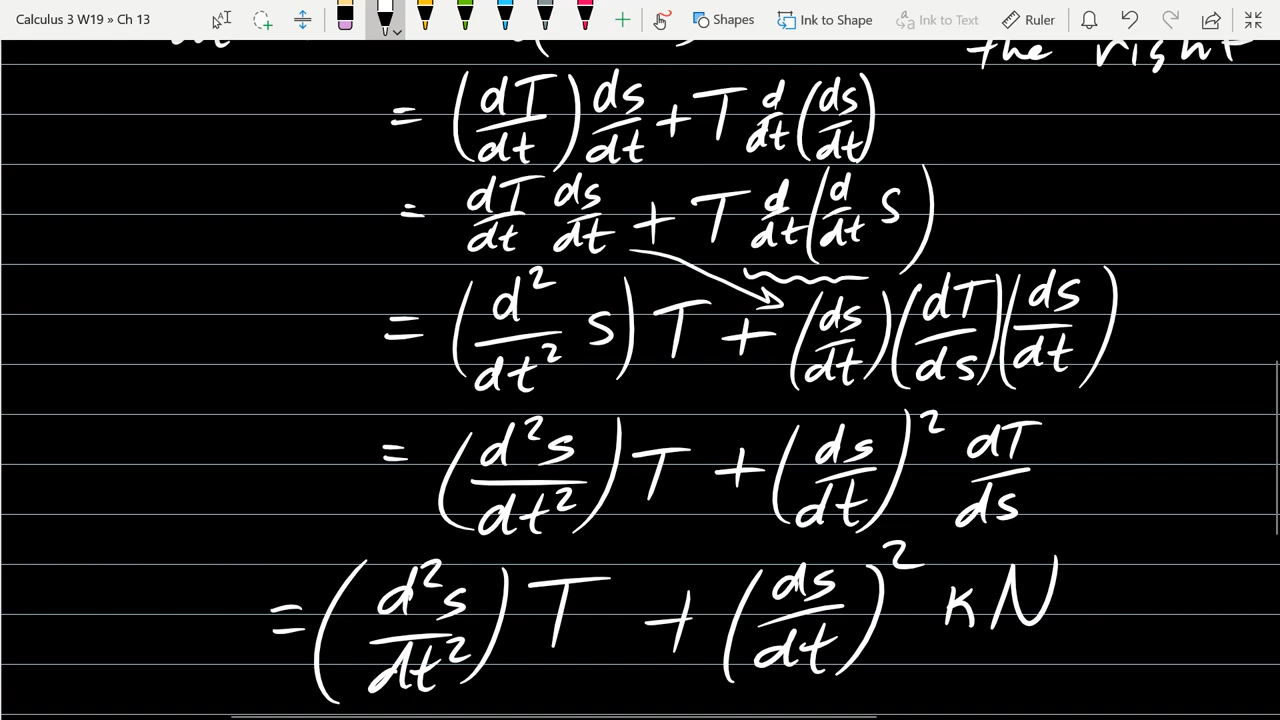 Calculus 3 W19 » Ch 13 Shapes Ink to Shape Ink to Text Ruler
the right
= (dT/dt) ds/dt + T d/dt (ds/dt)
= dT/dt ds/dt + T d/dt (d/dt s)
= (d²/dt² s) T + (ds/dt)(dT/ds)(ds/dt)
= (d²s/dt²) T + (ds/dt)² dT/ds
= (d²s/dt²) T + (ds/dt)² κN